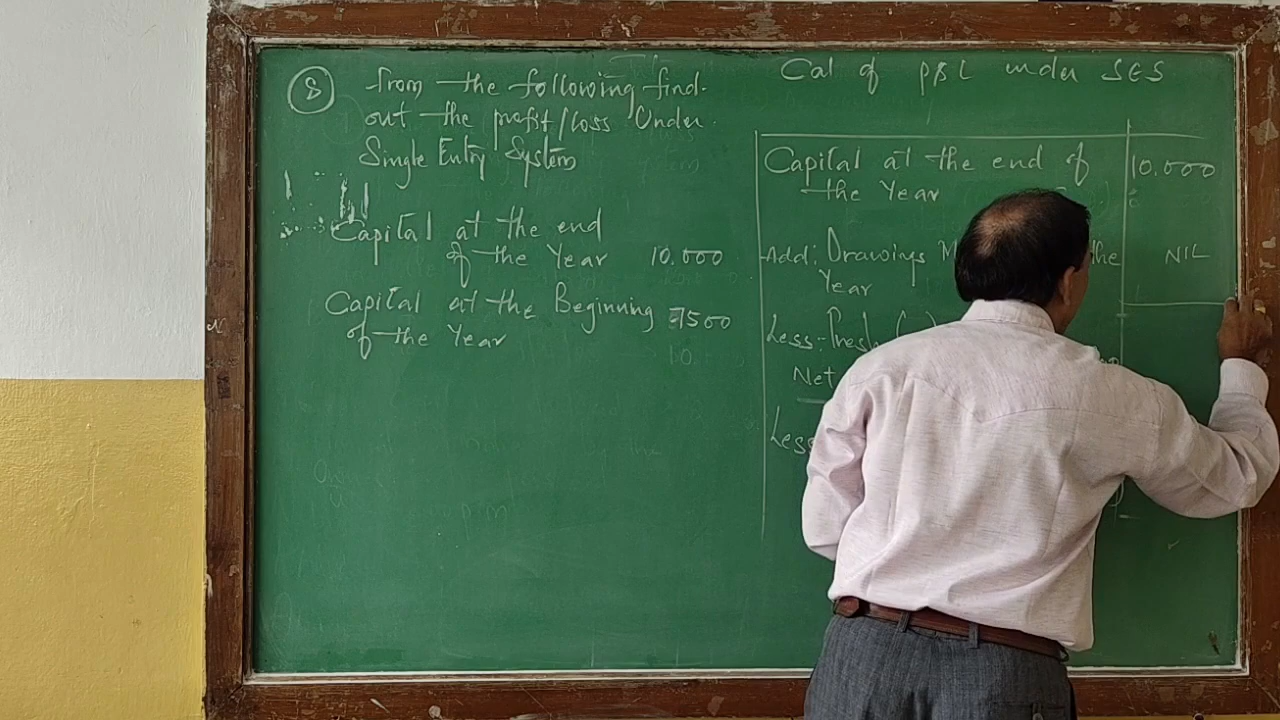 8
from the following find
out the profit/loss Under
Single Entry System
Capital at the end
of the Year 10,000
Capital at the Beginning 7500
of the Year
Cal of P&L under SES
Capital at the end of 10,000
the Year
Add: Drawings the NIL
Year
Less:-
Net
Less